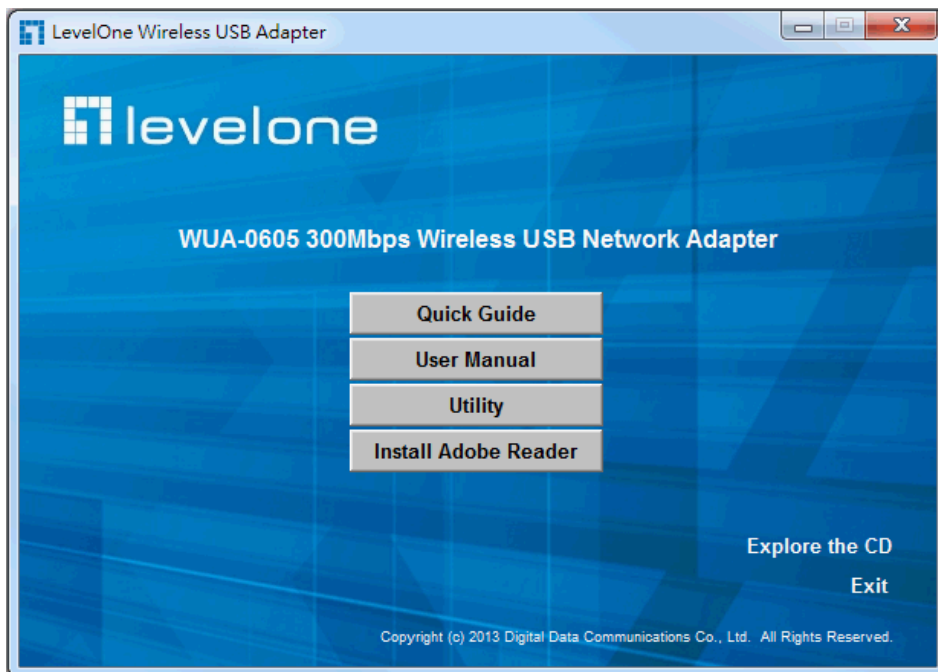 LevelOne Wireless USB Adapter
levelone
WUA-0605 300Mbps Wireless USB Network Adapter
Quick Guide
User Manual
Utility
Install Adobe Reader
Explore the CD
Exit
Copyright (c) 2013 Digital Data Communications Co., Ltd. All Rights Reserved.